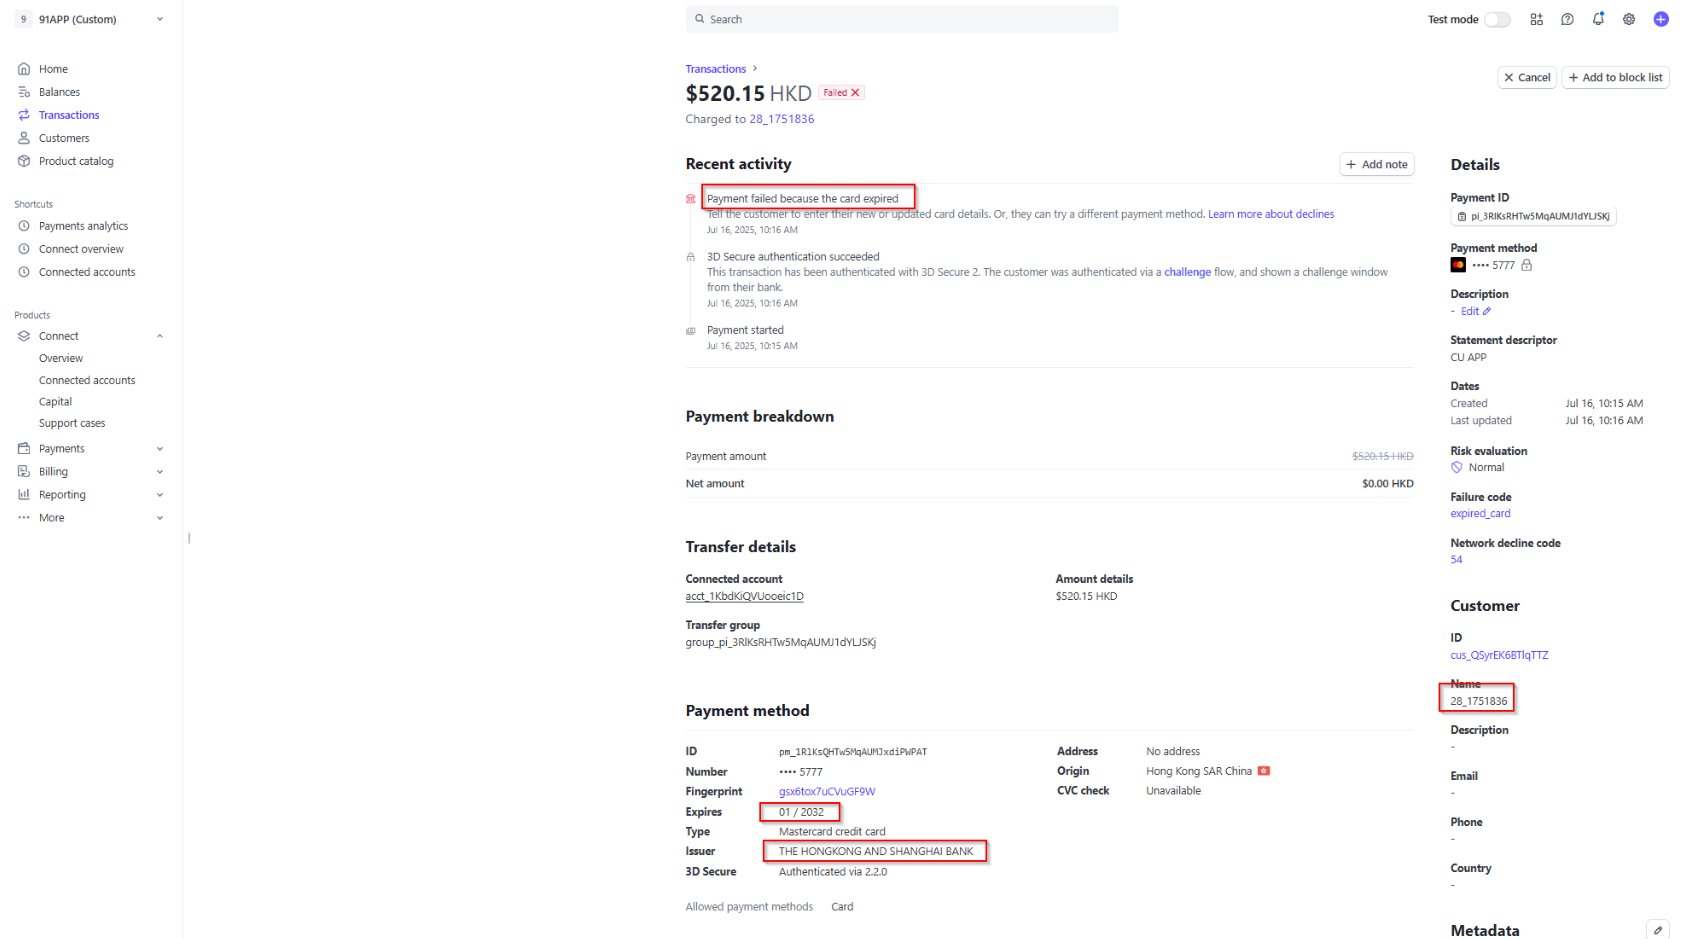 9 91APP (Custom)
Search
Test mode
Home
Balances
Transactions
Customers
Product catalog
Shortcuts
Payments analytics
Connect overview
Connected accounts
Products
Connect
Overview
Connected accounts
Capital
Support cases
Payments
Billing
Reporting
More
Transactions
$520.15 HKD Failed
Charged to 28_1751836
Cancel
Add to block list
Recent activity
Add note
Payment failed because the card expired
Tell the customer to enter their new or updated card details. Or, they can try a different payment method. Learn more about declines
Jul 16, 2025, 10:16 AM
3D Secure authentication succeeded
This transaction has been authenticated with 3D Secure 2. The customer was authenticated via a challenge flow, and shown a challenge window
from their bank.
Jul 16, 2025, 10:16 AM
Payment started
Jul 16, 2025, 10:15 AM
Payment breakdown
Payment amount $520.15 HKD
Net amount $0.00 HKD
Transfer details
Connected account
acct_1KbdKiQVUooeic1D
Amount details
$520.15 HKD
Transfer group
group_pi_3RlKsRHTw5MqAUMJ1dYLJSKj
Payment method
ID pm_1RlKsQHTw5MqAUMJxdiPWPAT
Number •••• 5777
Fingerprint gsx6tox7uCVuGF9W
Expires 01 / 2032
Type Mastercard credit card
Issuer THE HONGKONG AND SHANGHAI BANK
3D Secure Authenticated via 2.2.0
Address No address
Origin Hong Kong SAR China
CVC check Unavailable
Allowed payment methods Card
Details
Payment ID
pi_3RlKsRHTw5MqAUMJ1dYLJSKj
Payment method
•••• 5777
Description
- Edit
Statement descriptor
CU APP
Dates
Created Jul 16, 10:15 AM
Last updated Jul 16, 10:16 AM
Risk evaluation
Normal
Failure code
expired_card
Network decline code
54
Customer
ID
cus_QSyrEK6BTlqTTZ
Name
28_1751836
Description
-
Email
-
Phone
-
Country
-
Metadata